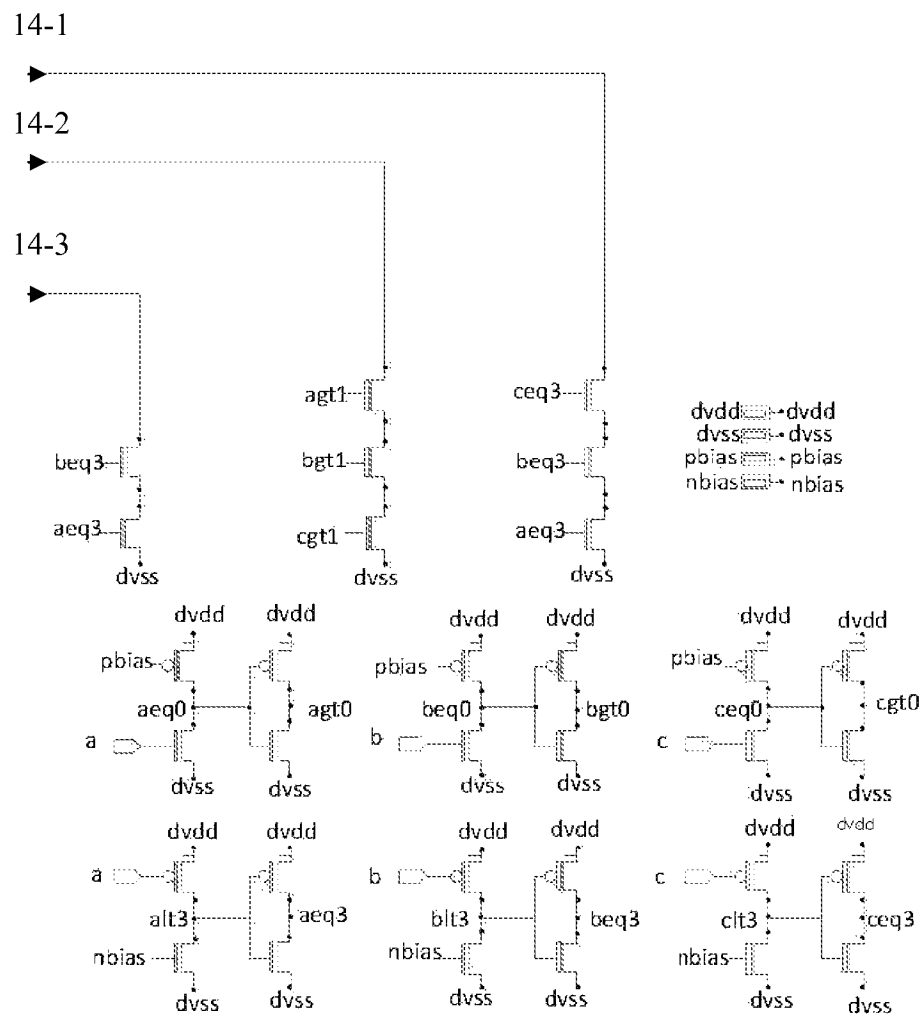 14-1
14-2
14-3
agt1
ceq3
dvdd dvdd
dvss dvss
pbias pbias
nbias nbias
beq3
bgt1
beq3
aeq3
cgt1
aeq3
dvss
dvss
dvss
dvdd dvdd dvdd dvdd dvdd dvdd
pbias pbias pbias
aeq0 agt0 beq0 bgt0 ceq0 cgt0
a b c
dvss dvss dvss dvss dvss dvss
dvdd dvdd dvdd dvdd dvdd dvdd
a b c
alt3 aeq3 blt3 beq3 clt3 ceq3
nbias nbias nbias
dvss dvss dvss dvss dvss dvss